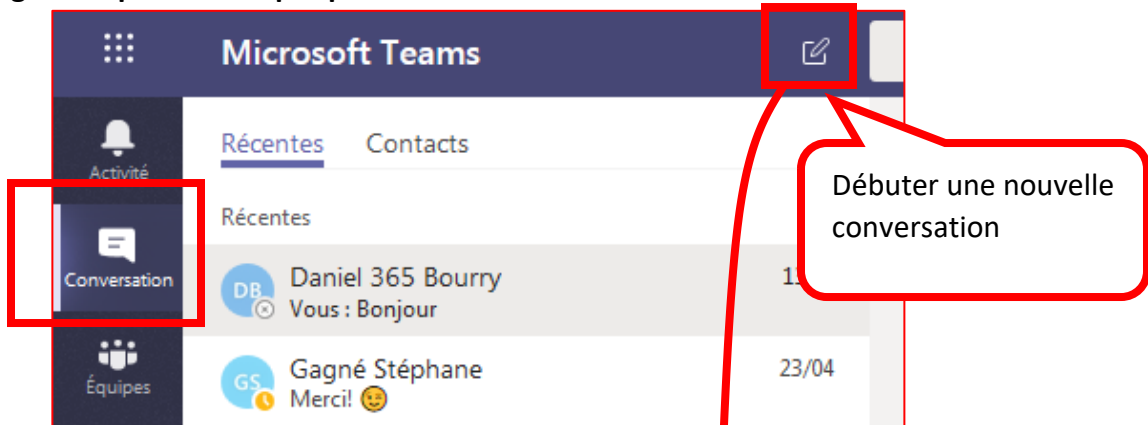 Microsoft Teams
Activité
Conversation
Équipes
Récentes Contacts
Récentes
DB Daniel 365 Bourry
Vous : Bonjour
GS Gagné Stéphane 23/04
Merci! 😉
Débuter une nouvelle
conversation